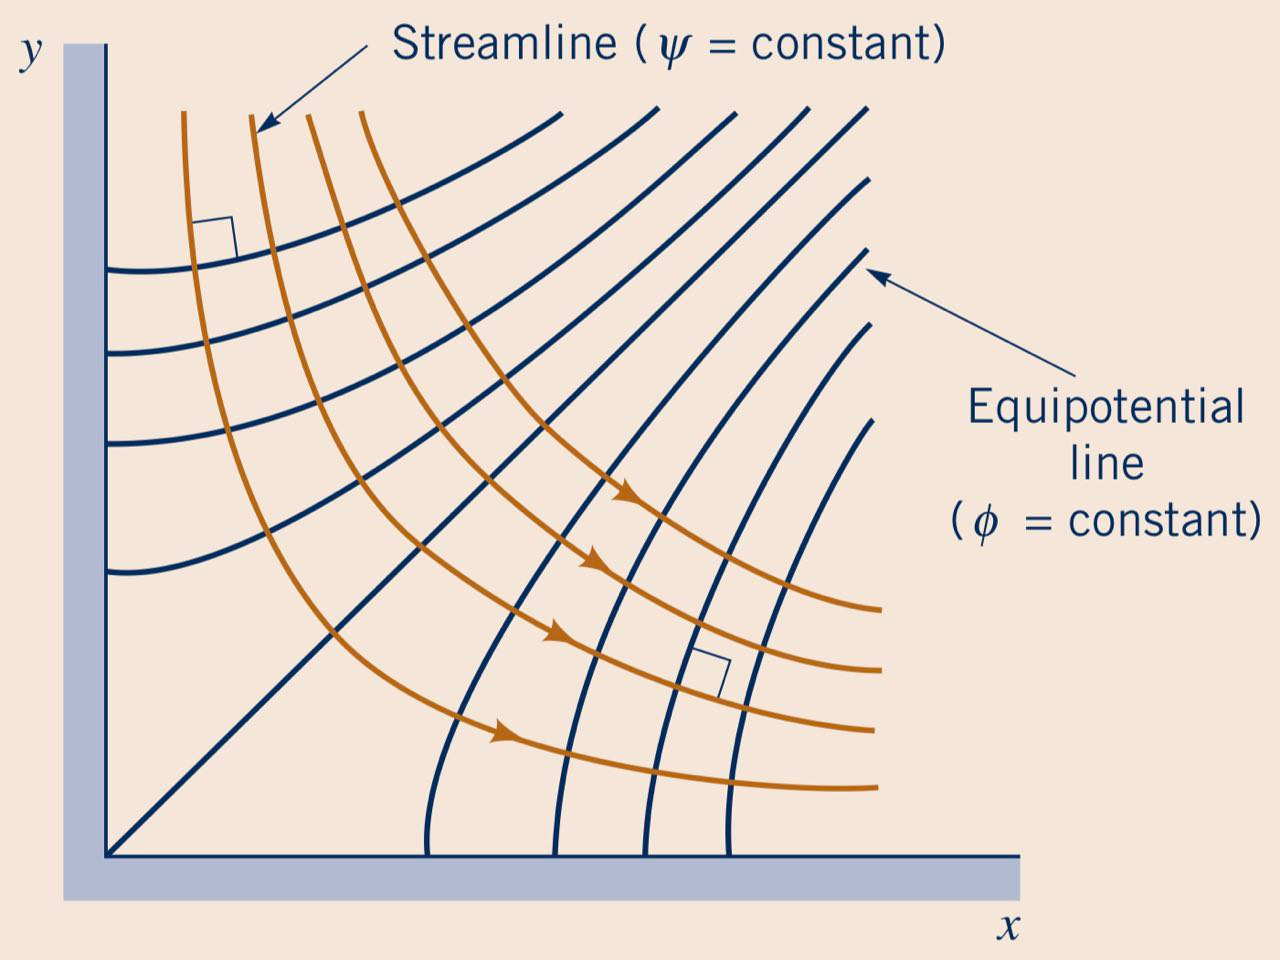 y
Streamline ( ψ = constant)
Equipotential
line
( ϕ = constant)
x